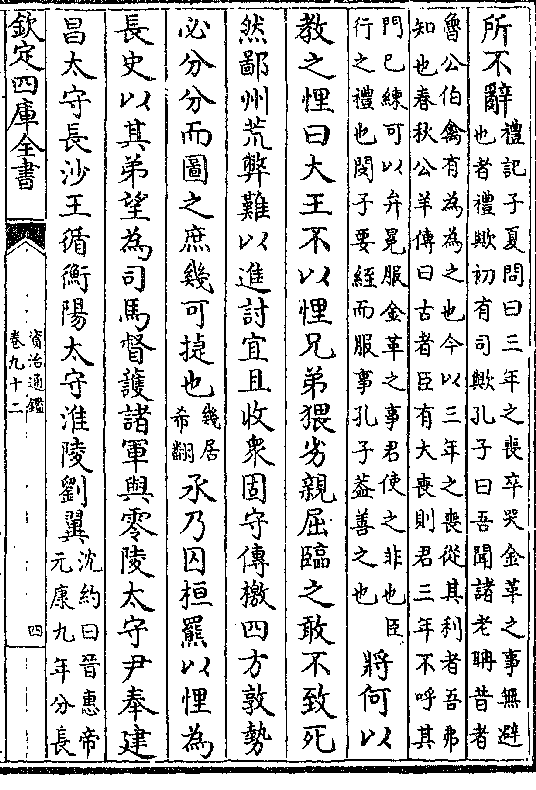 所不辭禮記子夏問曰三年之喪卒哭金革之事無避
也者禮歟初有司歟孔子曰吾聞諸老聃昔者
魯公伯禽有為為之也今以三年之喪從其利者吾弗
知也春秋公羊傳曰古者臣有大喪則君三年不呼其
門已練可以弁冕服金革之事君使之非也臣
行之禮也閔子要絰而服事孔子葢善之也將何以
教之悝曰大王不以悝兄弟猥劣親屈臨之敢不致死
然鄙州荒弊難以進討宜且收衆固守傳檄四方敦勢
必分分而圖之庶幾可捷也幾居希翻氶乃囚桓羆以悝為
長史以其弟望為司馬督護諸軍與零陵太守尹奉建
昌太守長沙王循衡陽太守淮陵劉翼沈約曰晉惠帝
元康九年分長
欽定四庫全書
資治通鑑
卷九十二
四